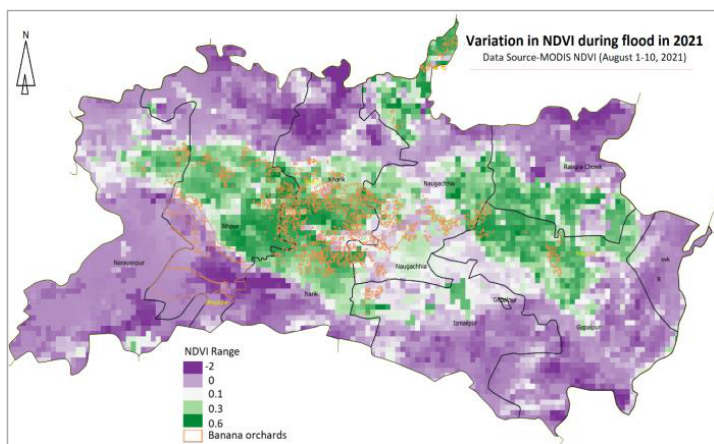 N
Variation in NDVI during flood in 2021
Data Source-MODIS NDVI (August 1-10, 2021)
Rangra Chowk
Kharik
Naugachhia
Bihpur
Narayanpur
Naugachhia
Ismailpur
Gopalpur
NDVI Range
-2
0
0.1
0.3
0.6
Banana orchards